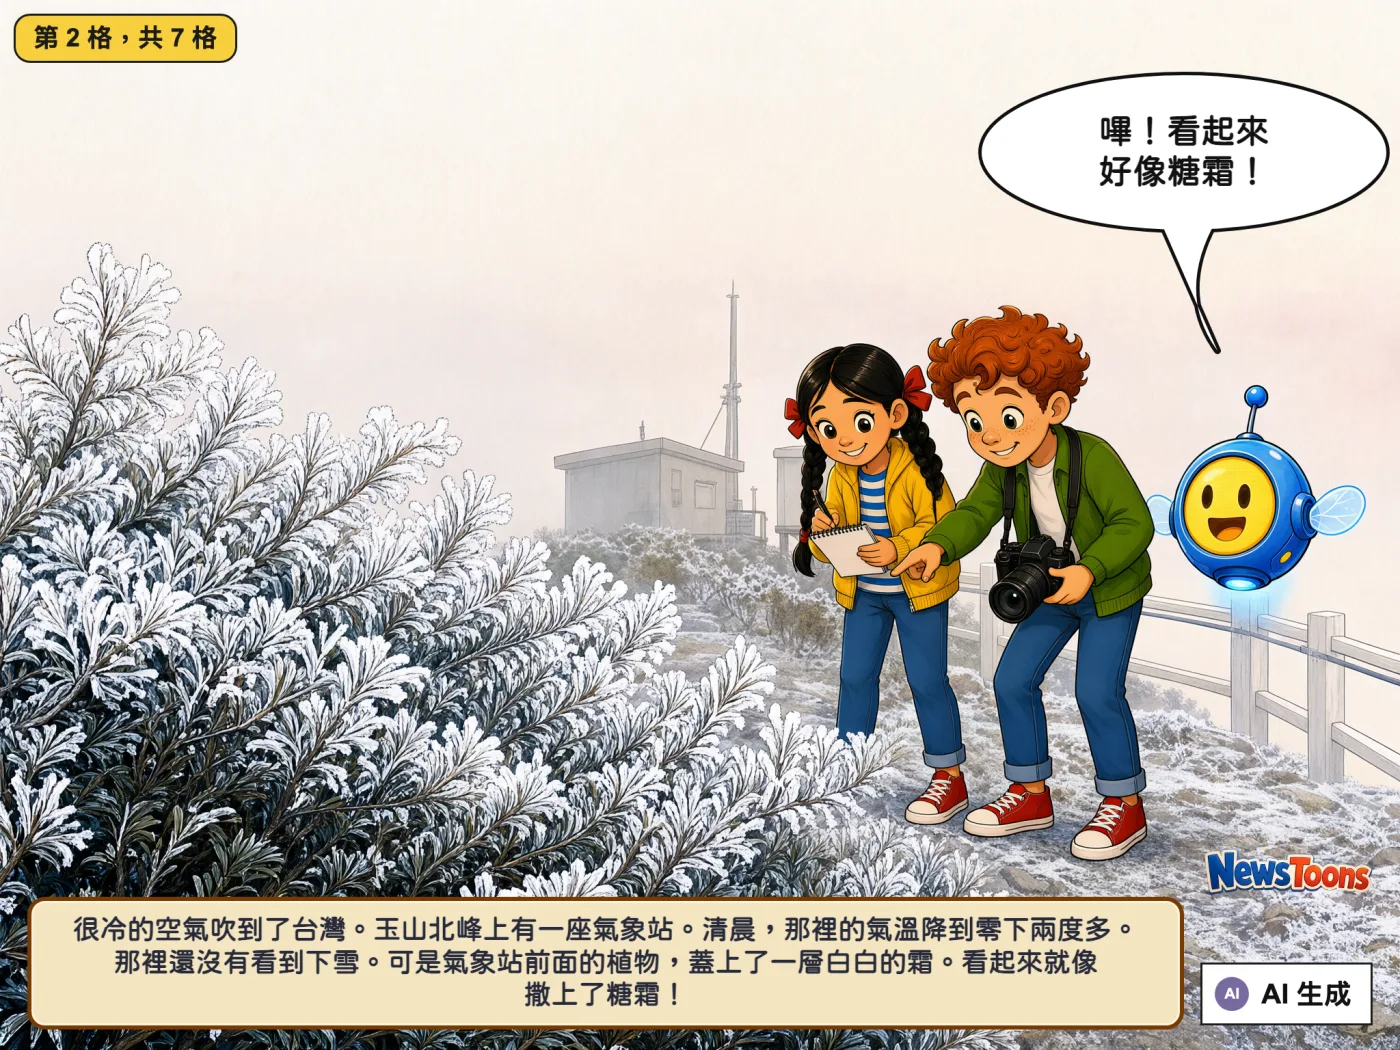 第 2 格，共 7 格
嗶！看起來
好像糖霜！
NewsToons
很冷的空氣吹到了台灣。玉山北峰上有一座氣象站。清晨，那裡的氣溫降到零下兩度多。
那裡還沒有看到下雪。可是氣象站前面的植物，蓋上了一層白白的霜。看起來就像
撒上了糖霜！
AI AI 生成